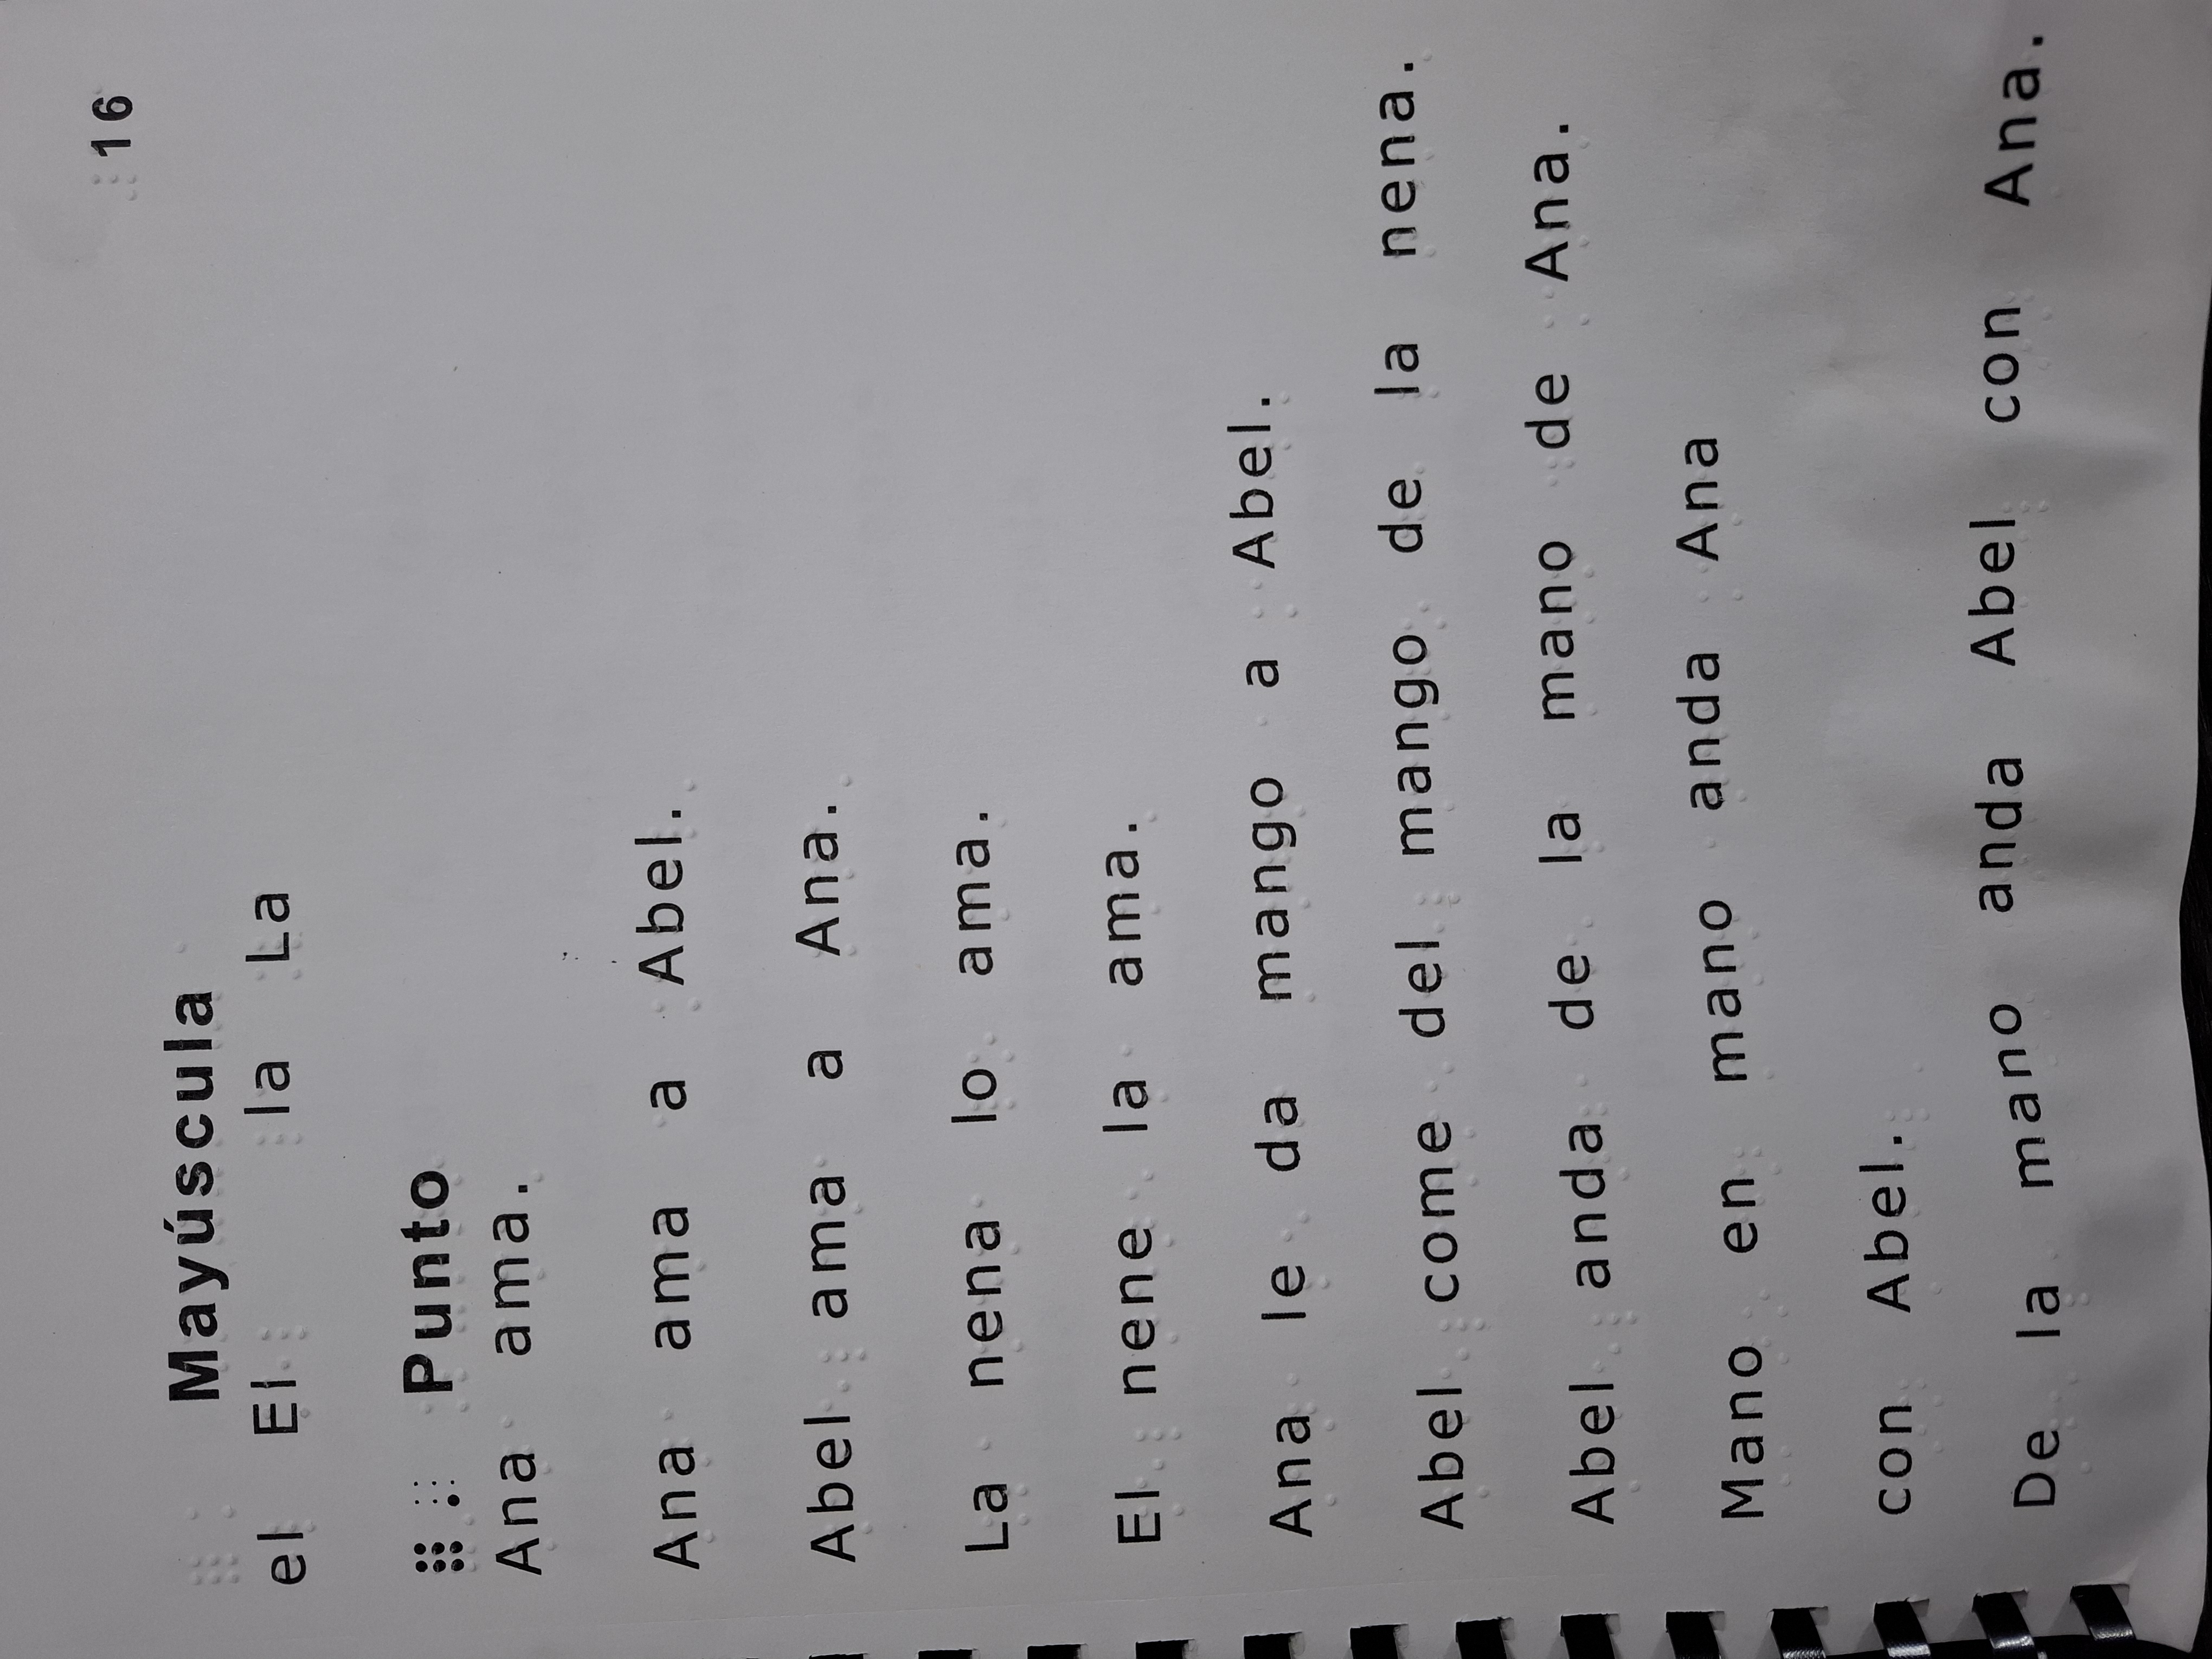 16
Mayúscula
el El la La
⠿ ⠄ Punto
Ana ama.
Ana ama a Abel.
Abel ama a Ana.
La nena lo ama.
El nene la ama.
Ana le da mango a Abel.
Abel come del mango de la nena.
Abel anda de la mano de Ana.
Mano en mano anda Ana
con Abel.
De la mano anda Abel con Ana.